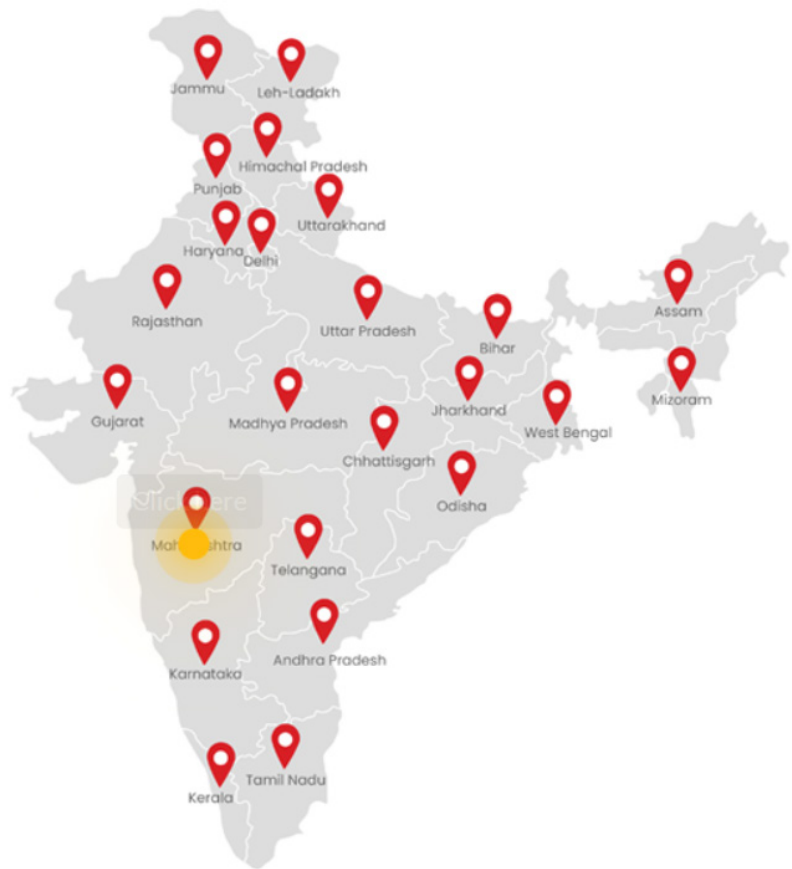 Jammu
Leh-Ladakh
Himachal Pradesh
Punjab
Uttarakhand
Haryana
Delhi
Rajasthan
Uttar Pradesh
Assam
Bihar
Gujarat
Madhya Pradesh
Jharkhand
Mizoram
West Bengal
Chhattisgarh
Odisha
Telangana
Andhra Pradesh
Karnataka
Tamil Nadu
Kerala